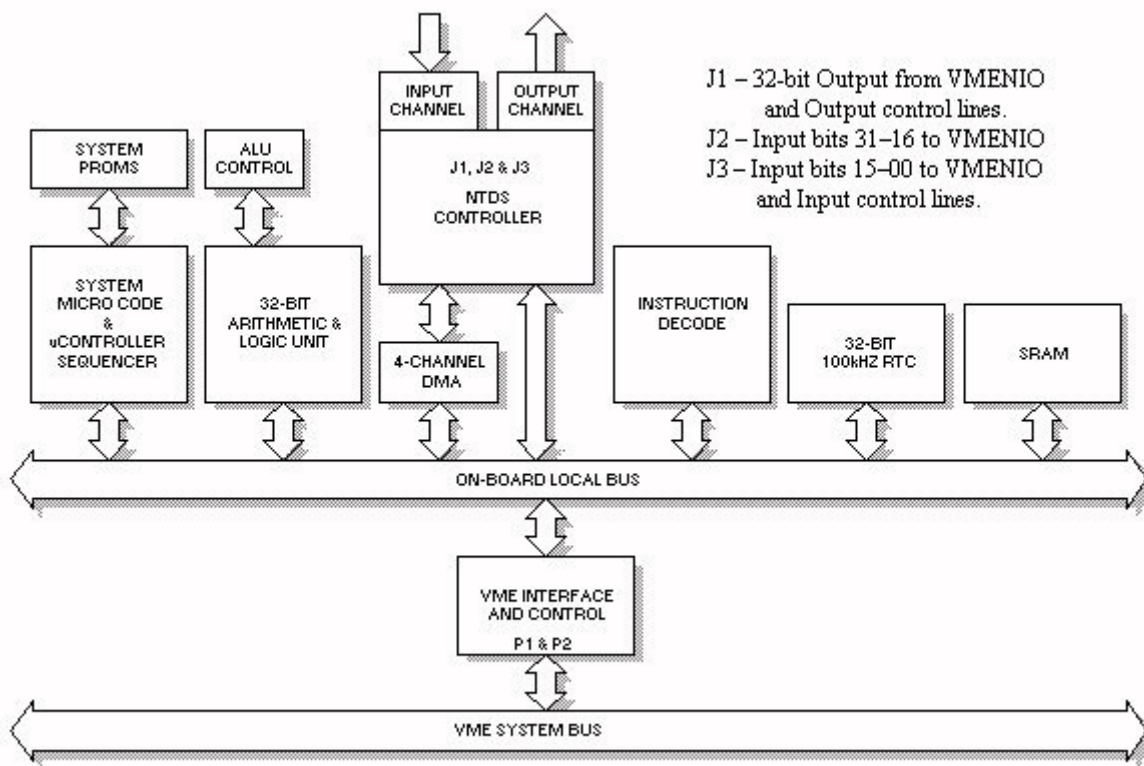 INPUT
CHANNEL
OUTPUT
CHANNEL
J1 – 32-bit Output from VMENIO
and Output control lines.
J2 – Input bits 31–16 to VMENIO
J3 – Input bits 15–00 to VMENIO
and Input control lines.
SYSTEM
PROMS
ALU
CONTROL
J1, J2 & J3
NTDS
CONTROLLER
SYSTEM
MICRO CODE
&
uCONTROLLER
SEQUENCER
32-BIT
ARITHMETIC &
LOGIC UNIT
4-CHANNEL
DMA
INSTRUCTION
DECODE
32-BIT
100kHZ RTC
SRAM
ON-BOARD LOCAL BUS
VME INTERFACE
AND CONTROL
P1 & P2
VME SYSTEM BUS